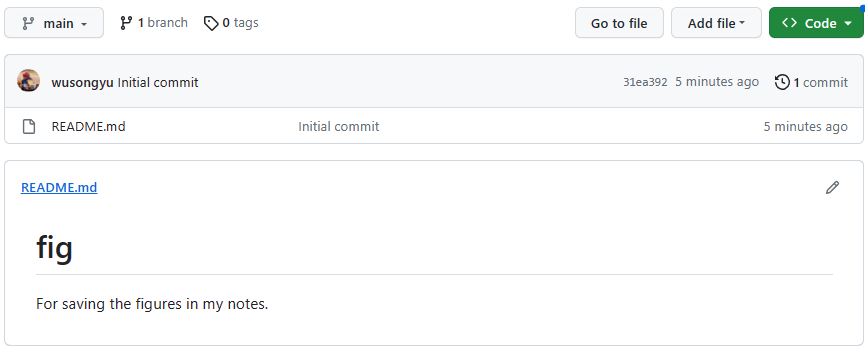 main 1 branch 0 tags Go to file Add file Code
wusongyu Initial commit 31ea392 5 minutes ago 1 commit
README.md Initial commit 5 minutes ago
README.md
fig
For saving the figures in my notes.